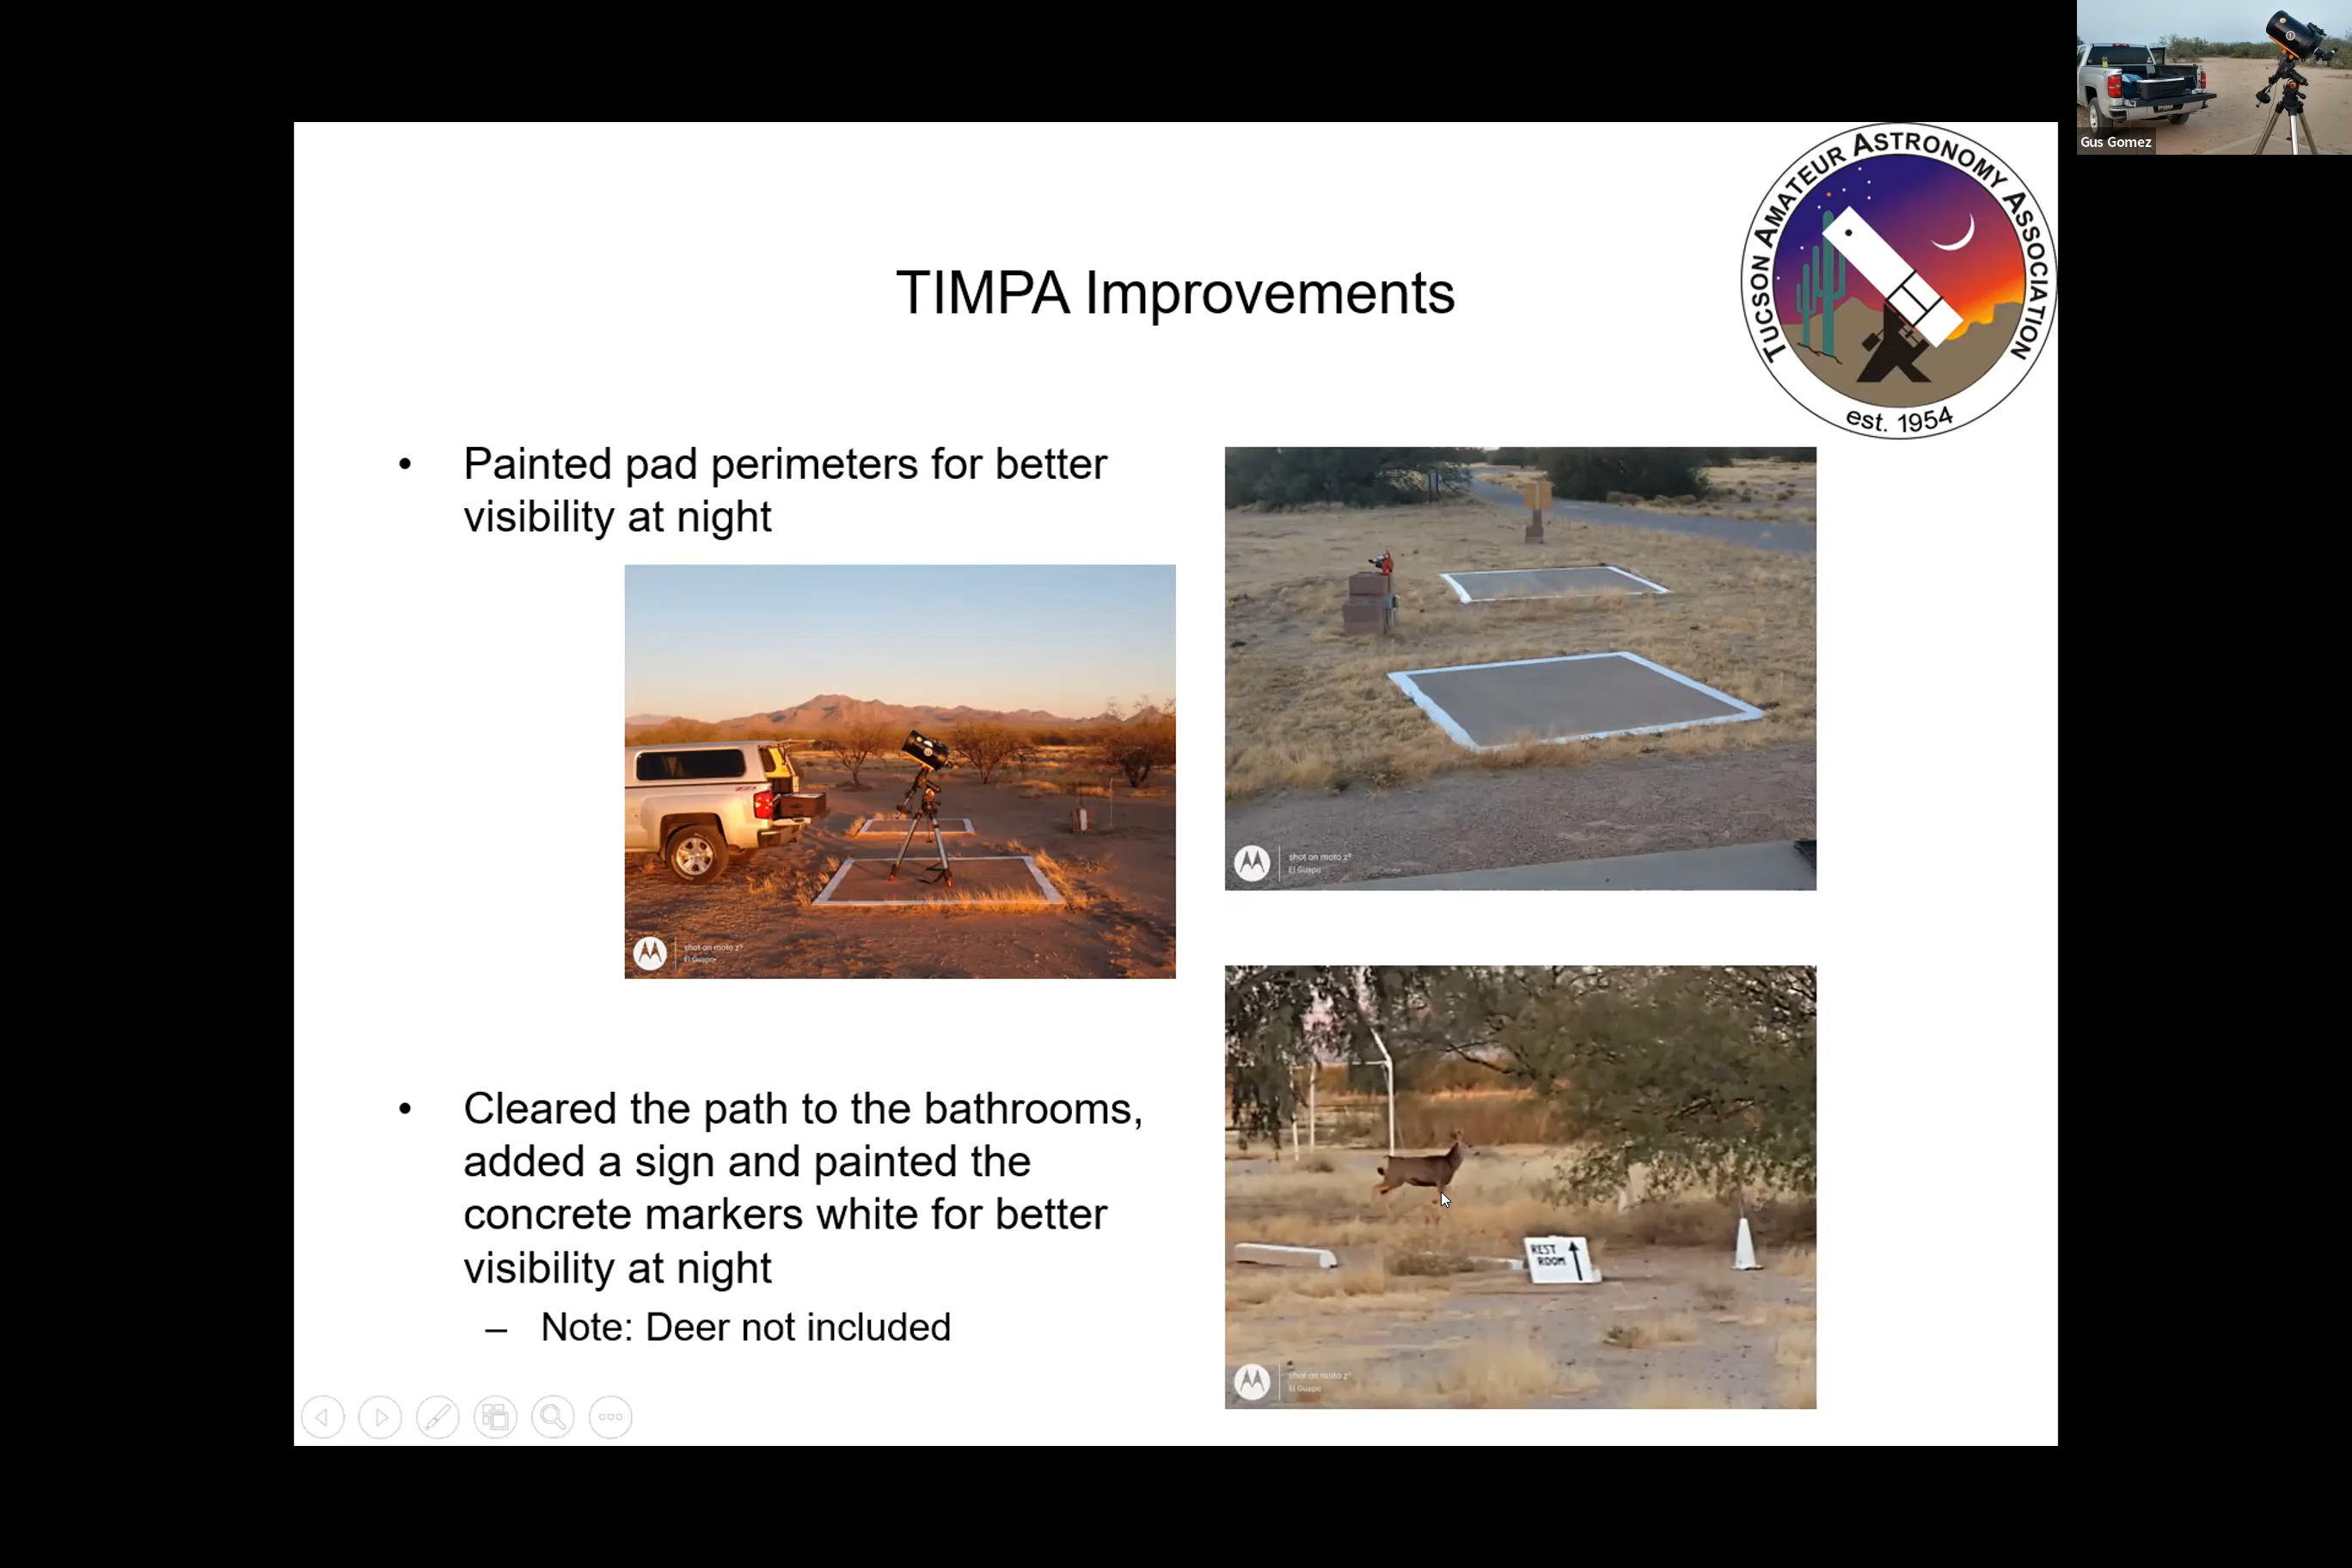 Gus Gomez
TUCSON AMATEUR ASTRONOMY ASSOCIATION
est. 1954
TIMPA Improvements
• Painted pad perimeters for better
visibility at night
shot on moto z³
El Guapo
shot on moto z³
El Guapo
• Cleared the path to the bathrooms,
added a sign and painted the
concrete markers white for better
visibility at night
– Note: Deer not included
REST
ROOM
shot on moto z³
El Guapo